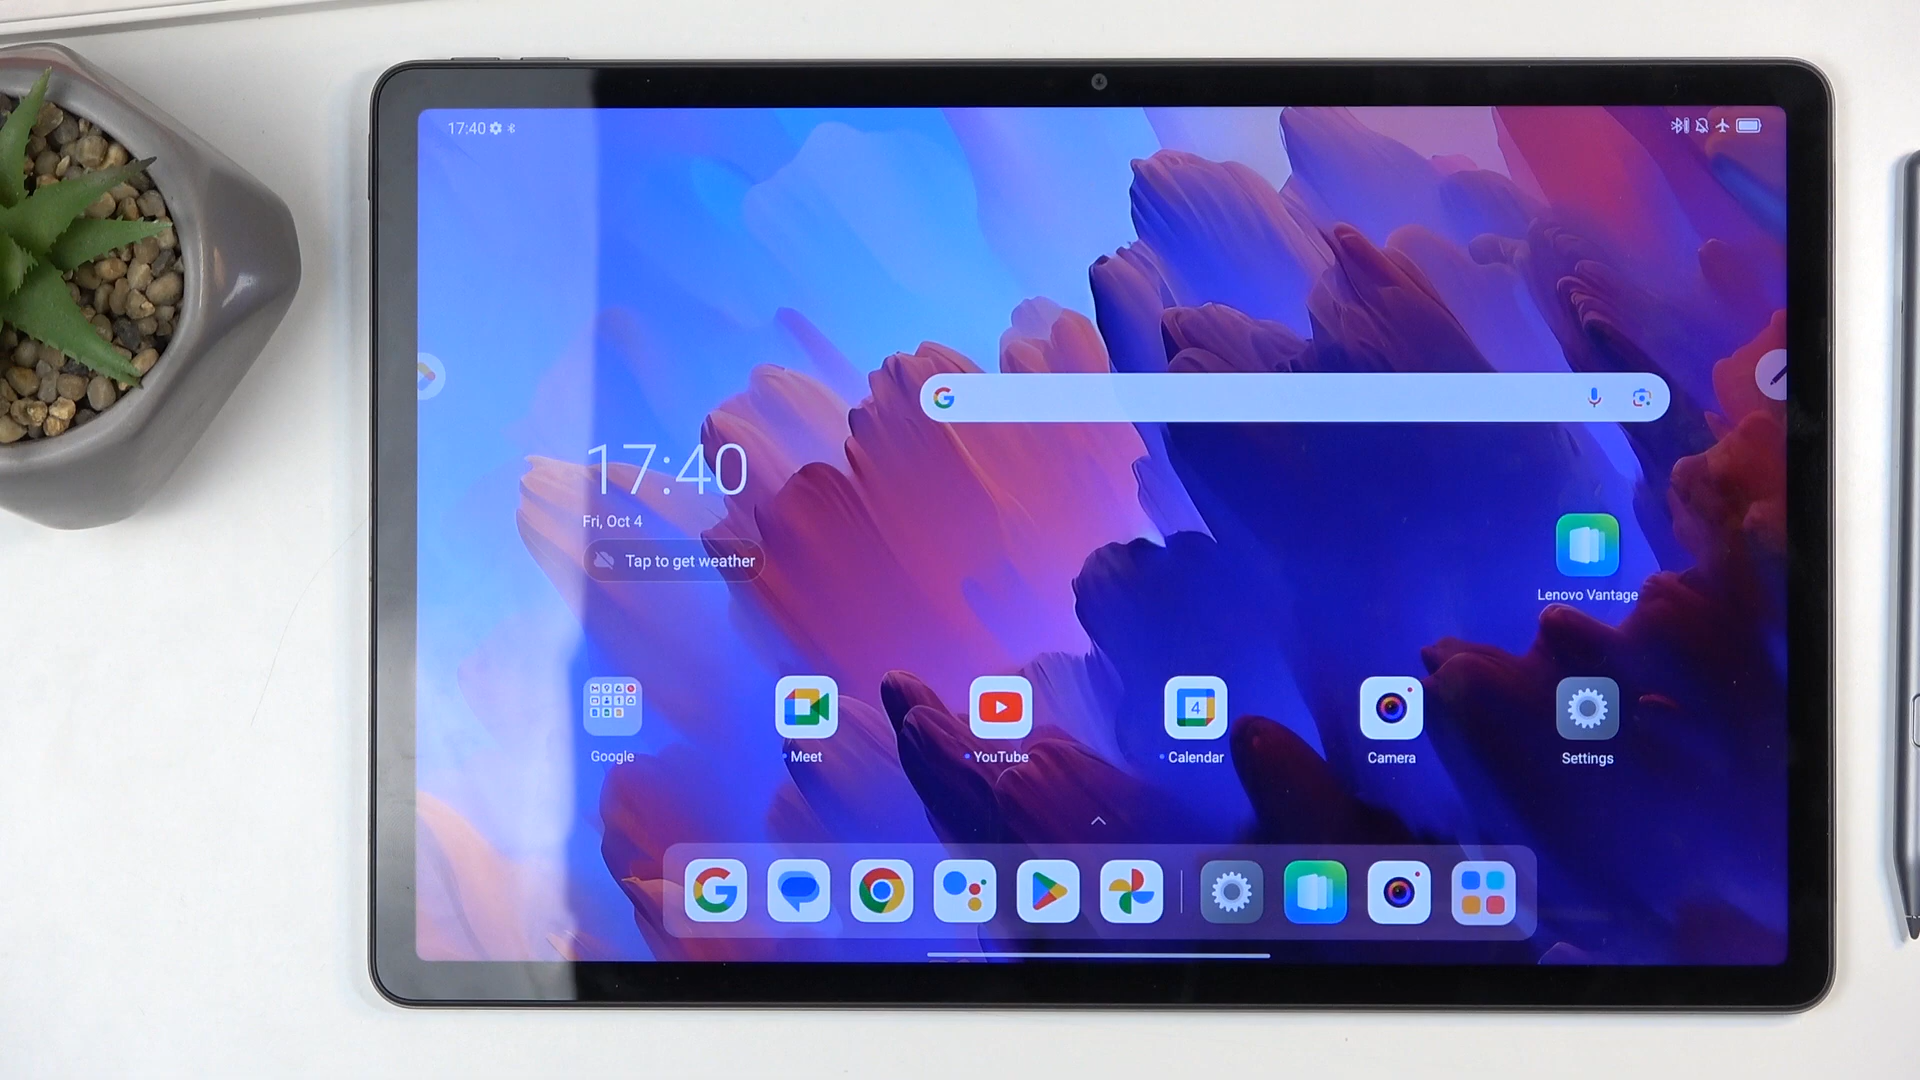 17:40
17:40
Fri, Oct 4
Tap to get weather
Lenovo Vantage
Google
Meet
YouTube
4
Calendar
Camera
Settings